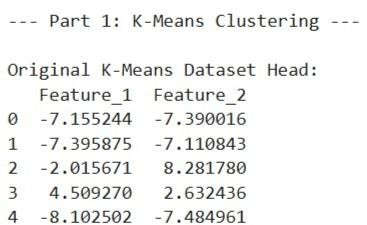 --- Part 1: K-Means Clustering ---
Original K-Means Dataset Head:
Feature_1 Feature_2
0 -7.155244 -7.390016
1 -7.395875 -7.110843
2 -2.015671 8.281780
3 4.509270 2.632436
4 -8.102502 -7.484961